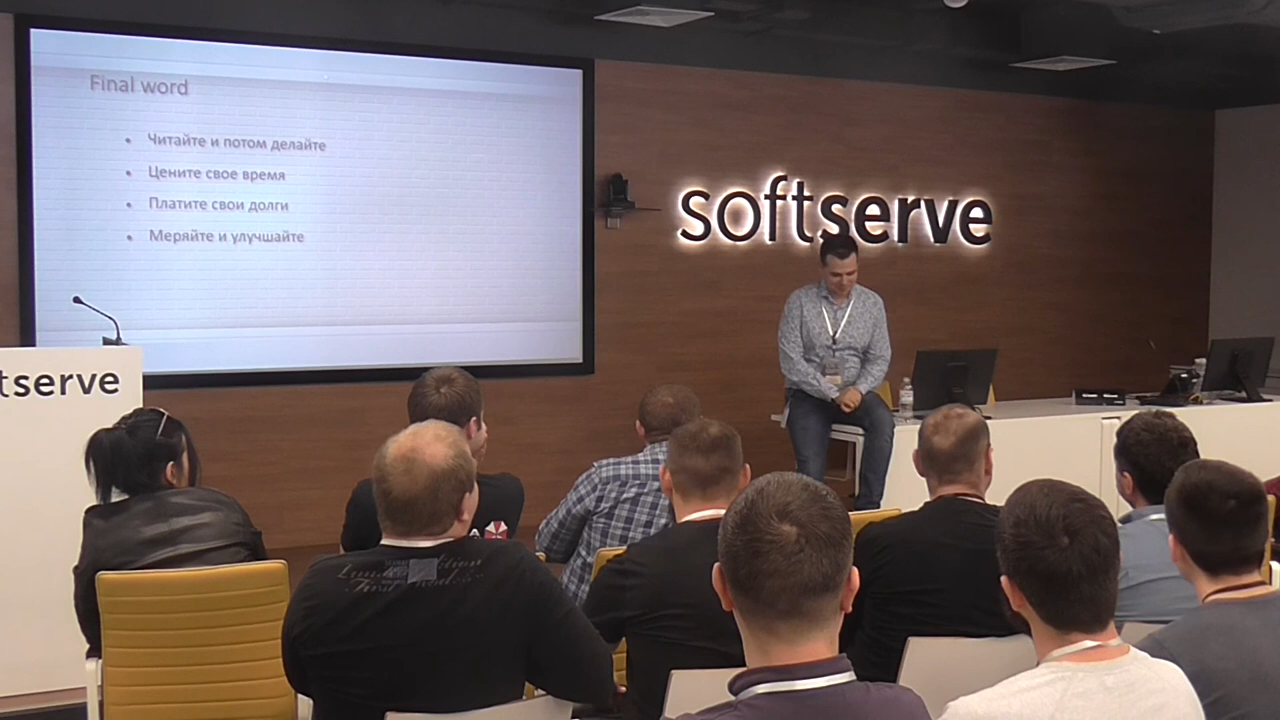 Final word
• Читайте и потом делайте
• Цените свое время
• Платите свои долги
• Меряйте и улучшайте
softserve
tserve